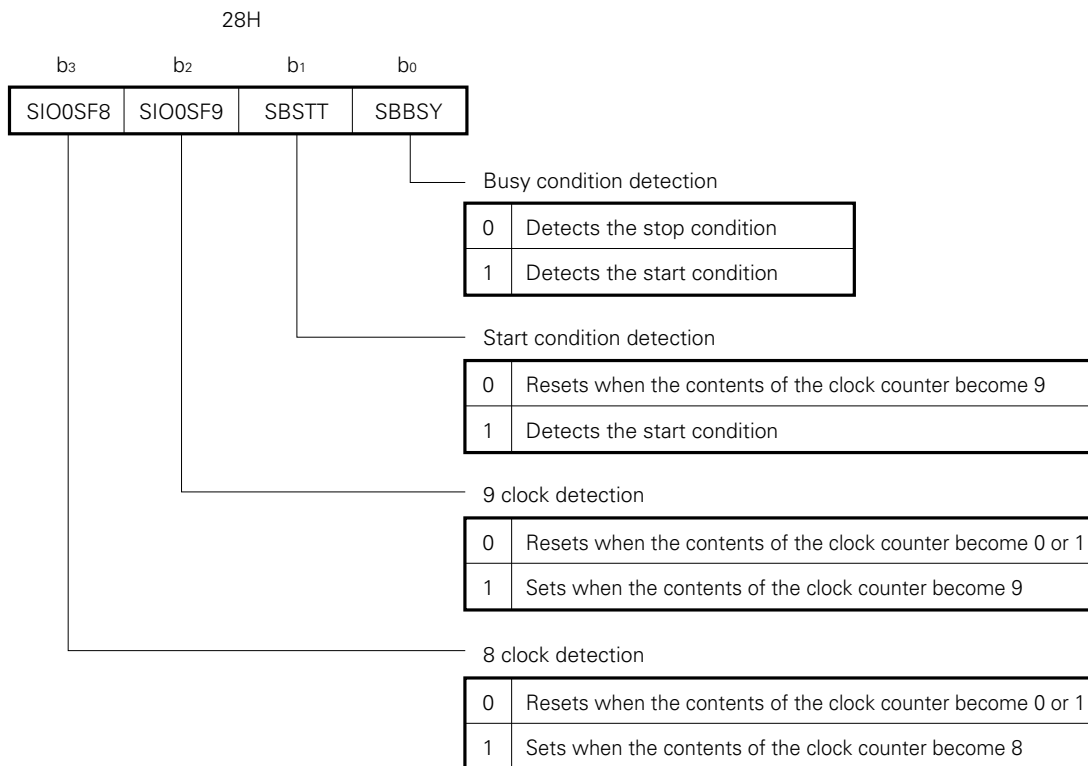 28H
b3 b2 b1 b0
SIO0SF8 SIO0SF9 SBSTT SBBSY
Busy condition detection
0 Detects the stop condition
1 Detects the start condition
Start condition detection
0 Resets when the contents of the clock counter become 9
1 Detects the start condition
9 clock detection
0 Resets when the contents of the clock counter become 0 or 1
1 Sets when the contents of the clock counter become 9
8 clock detection
0 Resets when the contents of the clock counter become 0 or 1
1 Sets when the contents of the clock counter become 8